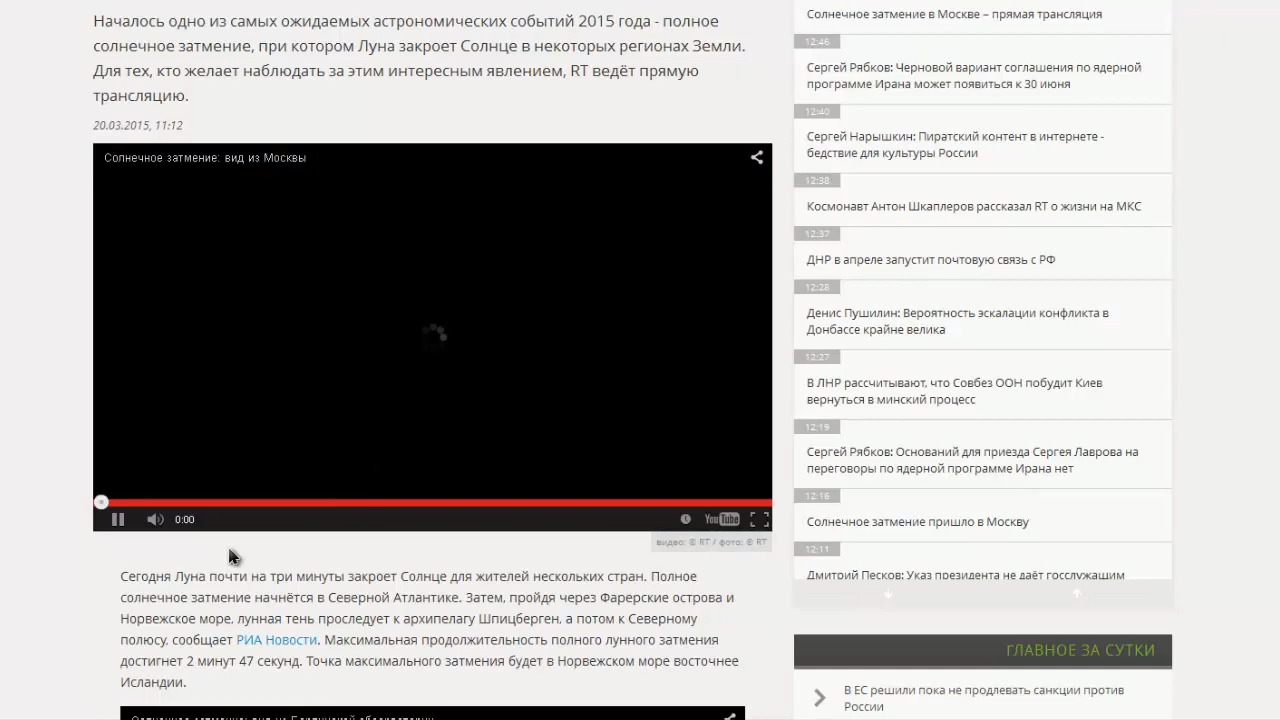 Началось одно из самых ожидаемых астрономических событий 2015 года - полное
солнечное затмение, при котором Луна закроет Солнце в некоторых регионах Земли.
Для тех, кто желает наблюдать за этим интересным явлением, RT ведёт прямую
трансляцию.
20.03.2015, 11:12
Солнечное затмение: вид из Москвы
0:00
YouTube
видео: © RT / фото: © RT
Сегодня Луна почти на три минуты закроет Солнце для жителей нескольких стран. Полное
солнечное затмение начнётся в Северной Атлантике. Затем, пройдя через Фарерские острова и
Норвежское море, лунная тень проследует к архипелагу Шпицберген, а потом к Северному
полюсу, сообщает РИА Новости. Максимальная продолжительность полного лунного затмения
достигнет 2 минут 47 секунд. Точка максимального затмения будет в Норвежском море восточнее
Исландии.
Солнечное затмение: вид из
Солнечное затмение в Москве – прямая трансляция
12:46
Сергей Рябков: Черновой вариант соглашения по ядерной
программе Ирана может появиться к 30 июня
12:40
Сергей Нарышкин: Пиратский контент в интернете -
бедствие для культуры России
12:38
Космонавт Антон Шкаплеров рассказал RT о жизни на МКС
12:37
ДНР в апреле запустит почтовую связь с РФ
12:28
Денис Пушилин: Вероятность эскалации конфликта в
Донбассе крайне велика
12:27
В ЛНР рассчитывают, что Совбез ООН побудит Киев
вернуться в минский процесс
12:19
Сергей Рябков: Оснований для приезда Сергея Лаврова на
переговоры по ядерной программе Ирана нет
12:16
Солнечное затмение пришло в Москву
12:11
Дмитрий Песков: Указ президента не даёт госслужащим
ГЛАВНОЕ ЗА СУТКИ
В ЕС решили пока не продлевать санкции против
России